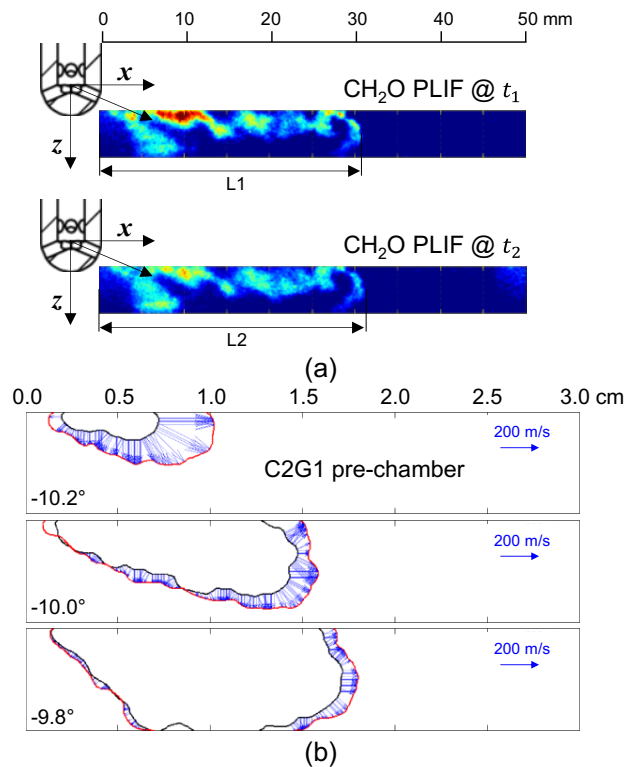 0 10 20 30 40 50 mm
x
CH₂O PLIF @ t₁
z
L1
x
CH₂O PLIF @ t₂
z
L2
(a)
0.0 0.5 1.0 1.5 2.0 2.5 3.0 cm
200 m/s
C2G1 pre-chamber
-10.2°
200 m/s
-10.0°
200 m/s
-9.8°
(b)